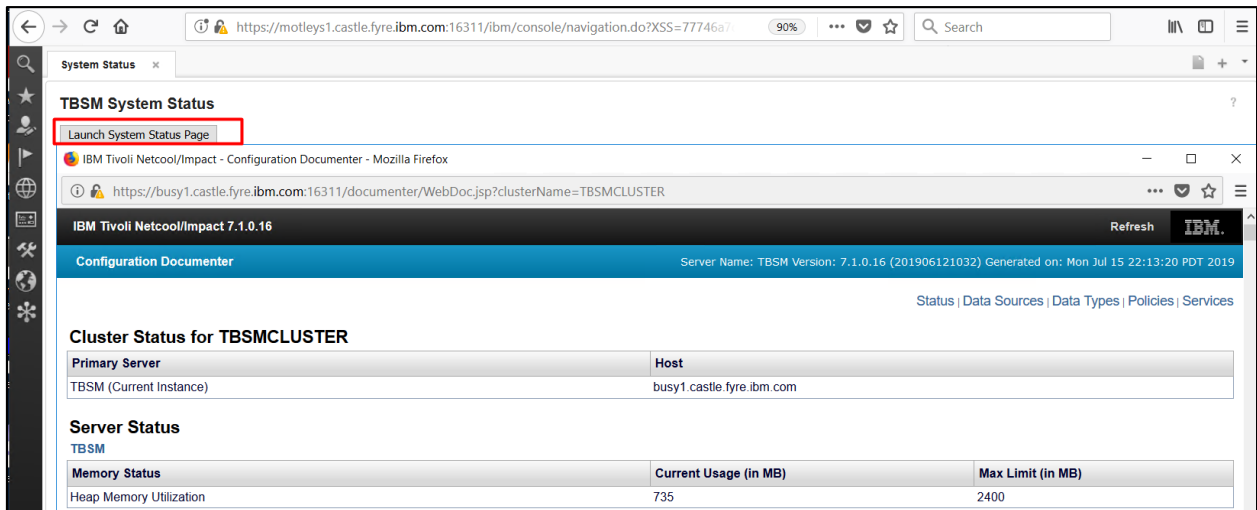 https://motleys1.castle.fyre.ibm.com:16311/ibm/console/navigation.do?XSS=77746a7 90% Search
System Status
TBSM System Status ?
Launch System Status Page
IBM Tivoli Netcool/Impact - Configuration Documenter - Mozilla Firefox
https://busy1.castle.fyre.ibm.com:16311/documenter/WebDoc.jsp?clusterName=TBSMCLUSTER
IBM Tivoli Netcool/Impact 7.1.0.16 Refresh IBM.
Configuration Documenter Server Name: TBSM Version: 7.1.0.16 (201906121032) Generated on: Mon Jul 15 22:13:20 PDT 2019
Status | Data Sources | Data Types | Policies | Services
Cluster Status for TBSMCLUSTER
Primary Server Host
TBSM (Current Instance) busy1.castle.fyre.ibm.com
Server Status
TBSM
Memory Status Current Usage (in MB) Max Limit (in MB)
Heap Memory Utilization 735 2400